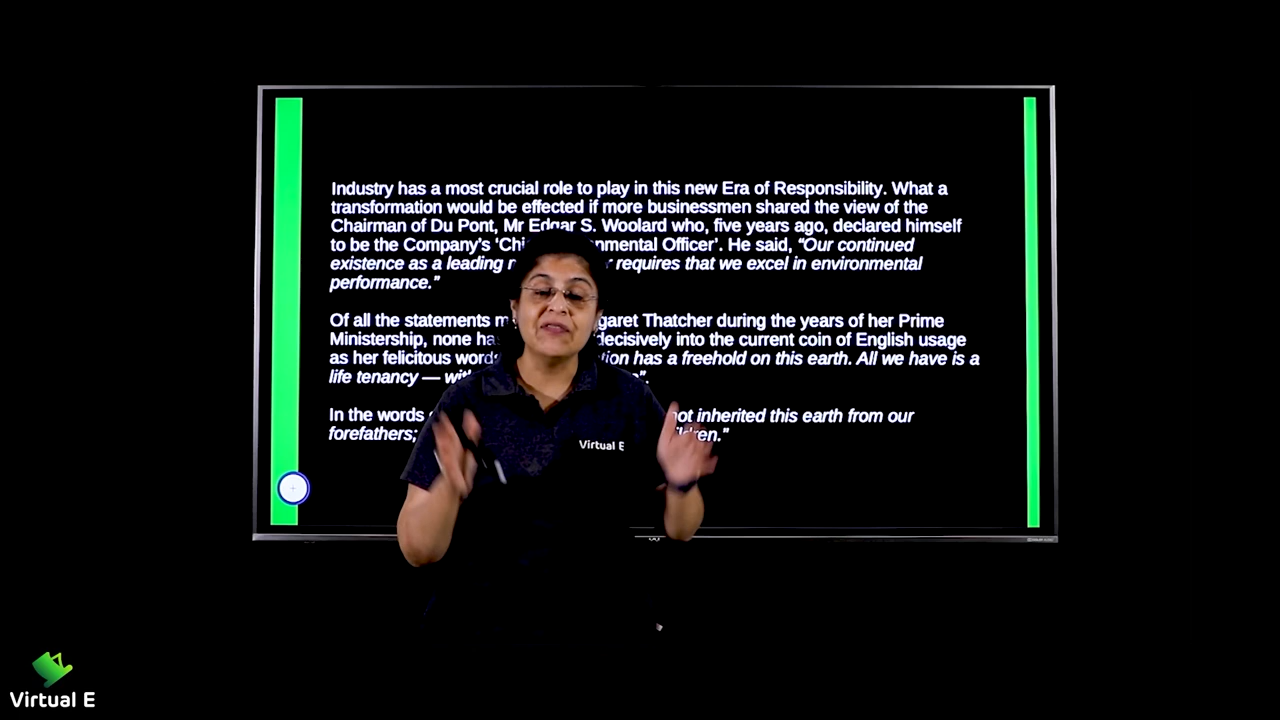 Industry has a most crucial role to play in this new Era of Responsibility. What a
transformation would be effected if more businessmen shared the view of the
Chairman of Du Pont, Mr Edgar S. Woolard who, five years ago, declared himself
to be the Company's 'Chi onmental Officer'. He said, "Our continued
existence as a leading requires that we excel in environmental
performance."
Of all the statements garet Thatcher during the years of her Prime
Ministership, none has decisively into the current coin of English usage
as her felicitous words tion has a freehold on this earth. All we have is a
life tenancy — with
In the words not inherited this earth from our
forefathers; ildren."
Virtual E
Virtual E